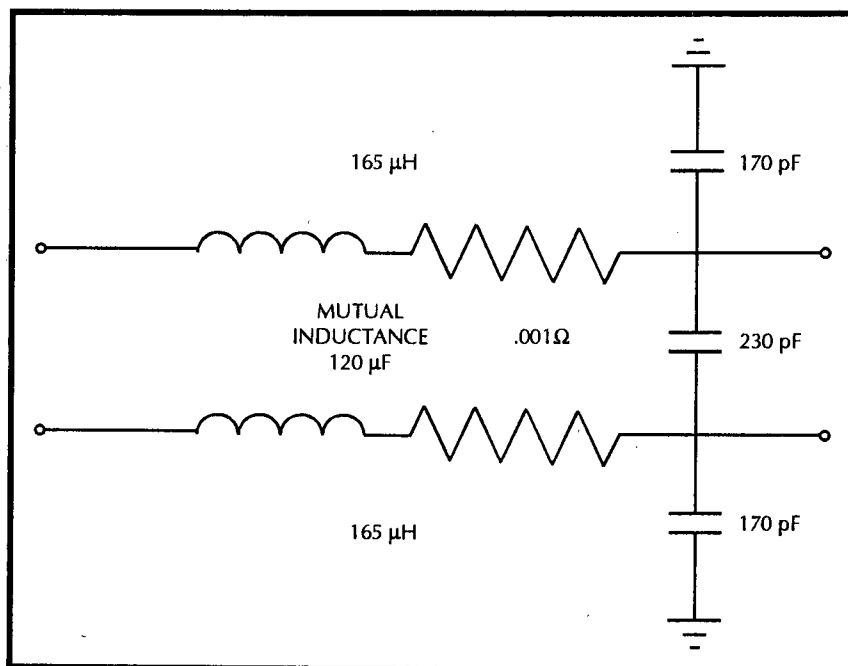 165 μH
170 pF
MUTUAL
INDUCTANCE
120 μF
.001Ω
230 pF
165 μH
170 pF